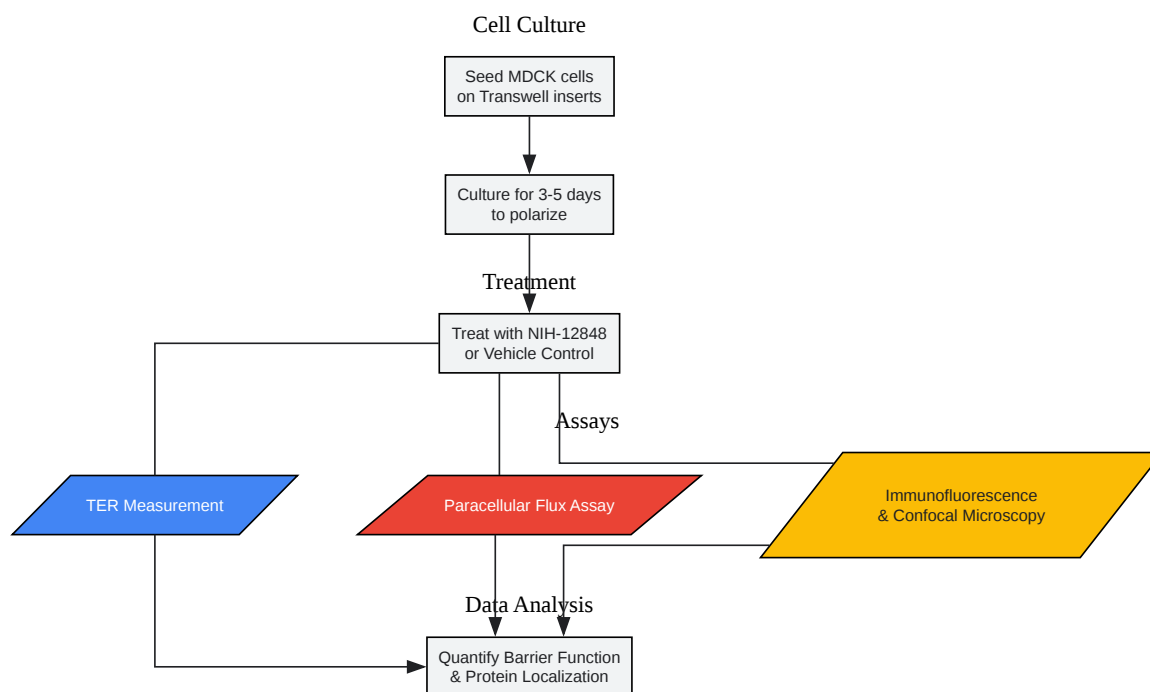 Cell Culture
Seed MDCK cells
on Transwell inserts
Culture for 3-5 days
to polarize
Treatment
Treat with NIH-12848
or Vehicle Control
Assays
TER Measurement
Paracellular Flux Assay
Immunofluorescence
& Confocal Microscopy
Data Analysis
Quantify Barrier Function
& Protein Localization